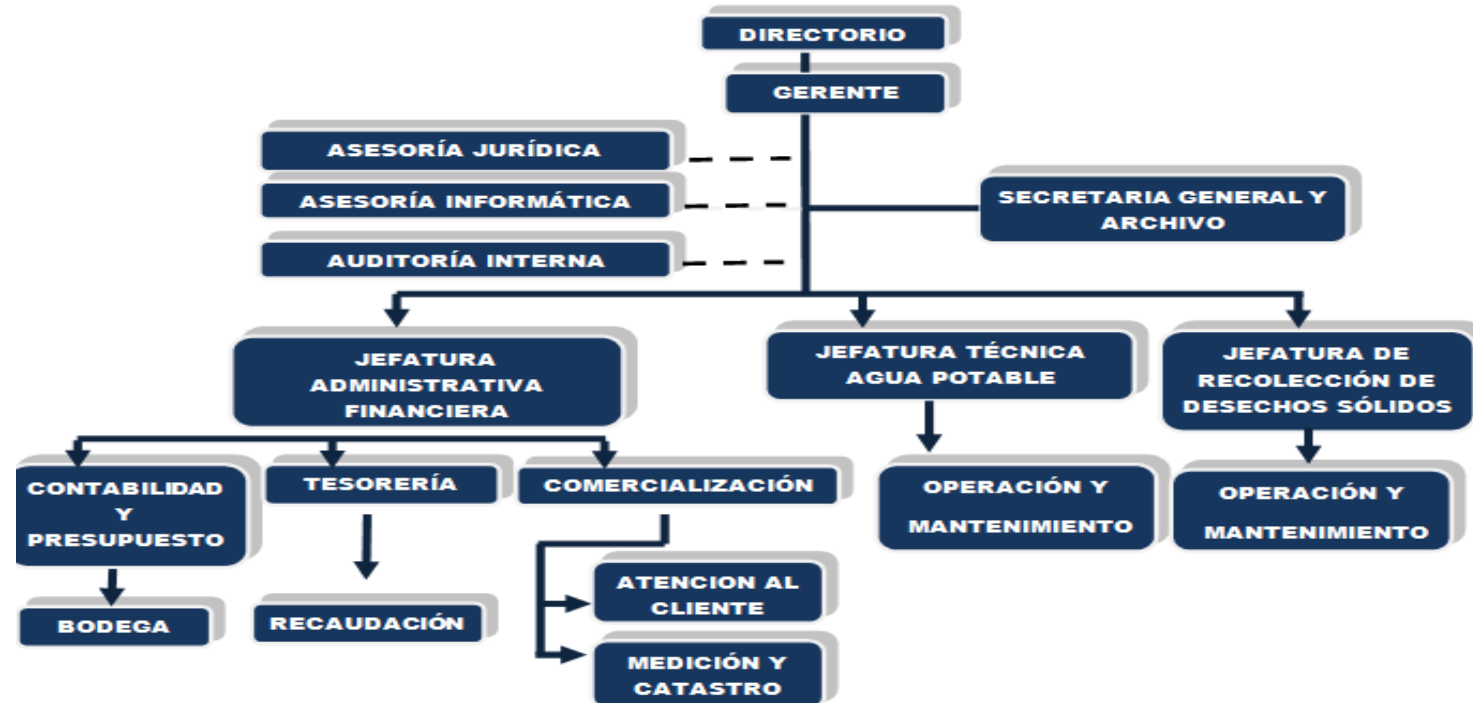 DIRECTORIO
GERENTE
ASESORÍA JURÍDICA
ASESORÍA INFORMÁTICA
AUDITORÍA INTERNA
SECRETARIA GENERAL Y
ARCHIVO
JEFATURA
ADMINISTRATIVA
FINANCIERA
JEFATURA TÉCNICA
AGUA POTABLE
JEFATURA DE
RECOLECCIÓN DE
DESECHOS SÓLIDOS
CONTABILIDAD
Y
PRESUPUESTO
TESORERÍA
COMERCIALIZACIÓN
OPERACIÓN Y
MANTENIMIENTO
OPERACIÓN Y
MANTENIMIENTO
BODEGA
RECAUDACIÓN
ATENCION AL
CLIENTE
MEDICIÓN Y
CATASTRO